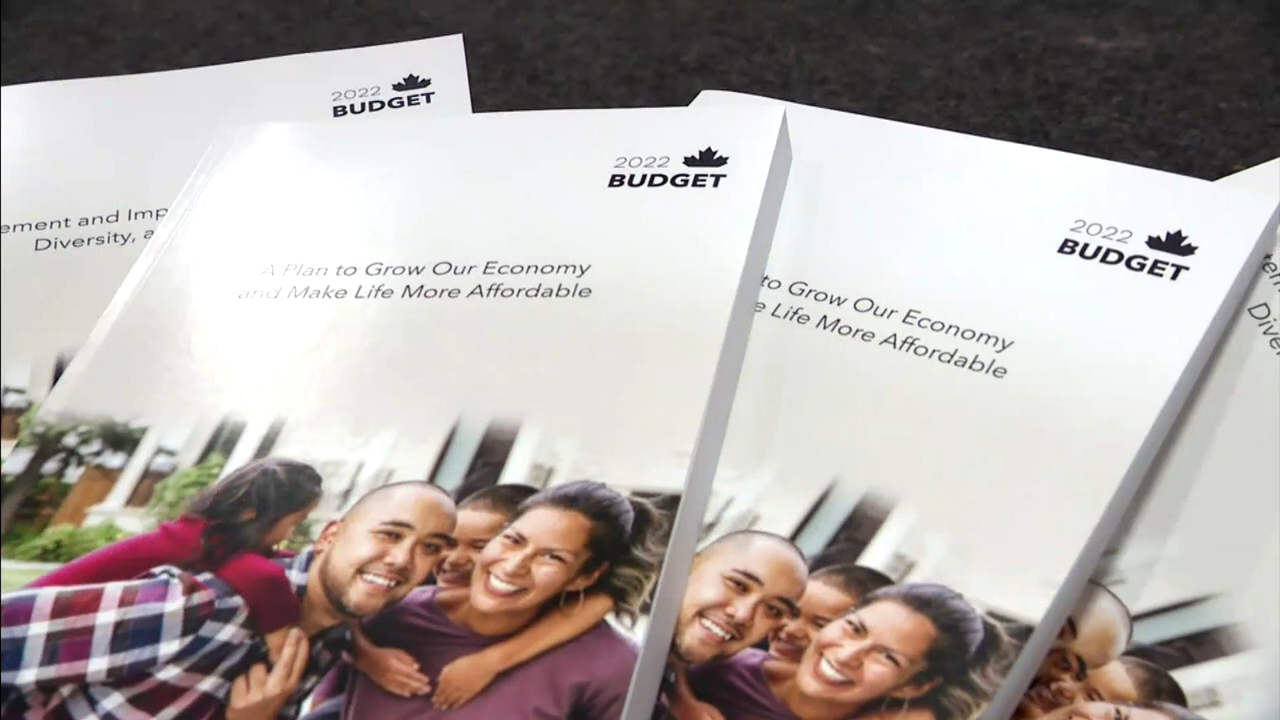 2022
BUDGET
ement and Imp
Diversity, a
2022
BUDGET
A Plan to Grow Our Economy
and Make Life More Affordable
2022
BUDGET
to Grow Our Economy
e Life More Affordable
Dive